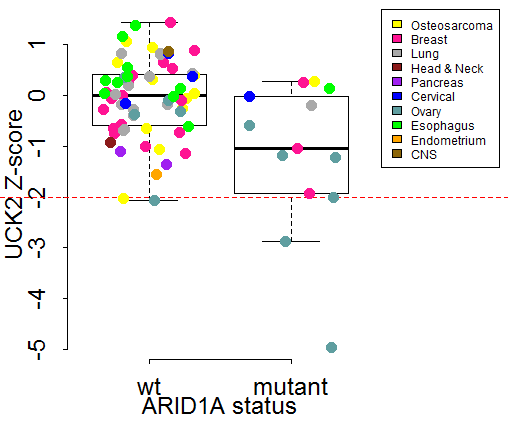 Osteosarcoma
Breast
Lung
Head & Neck
Pancreas
Cervical
Ovary
Esophagus
Endometrium
CNS
UCK2 Z-score
1
0
-1
-2
-3
-4
-5
wt
mutant
ARID1A status